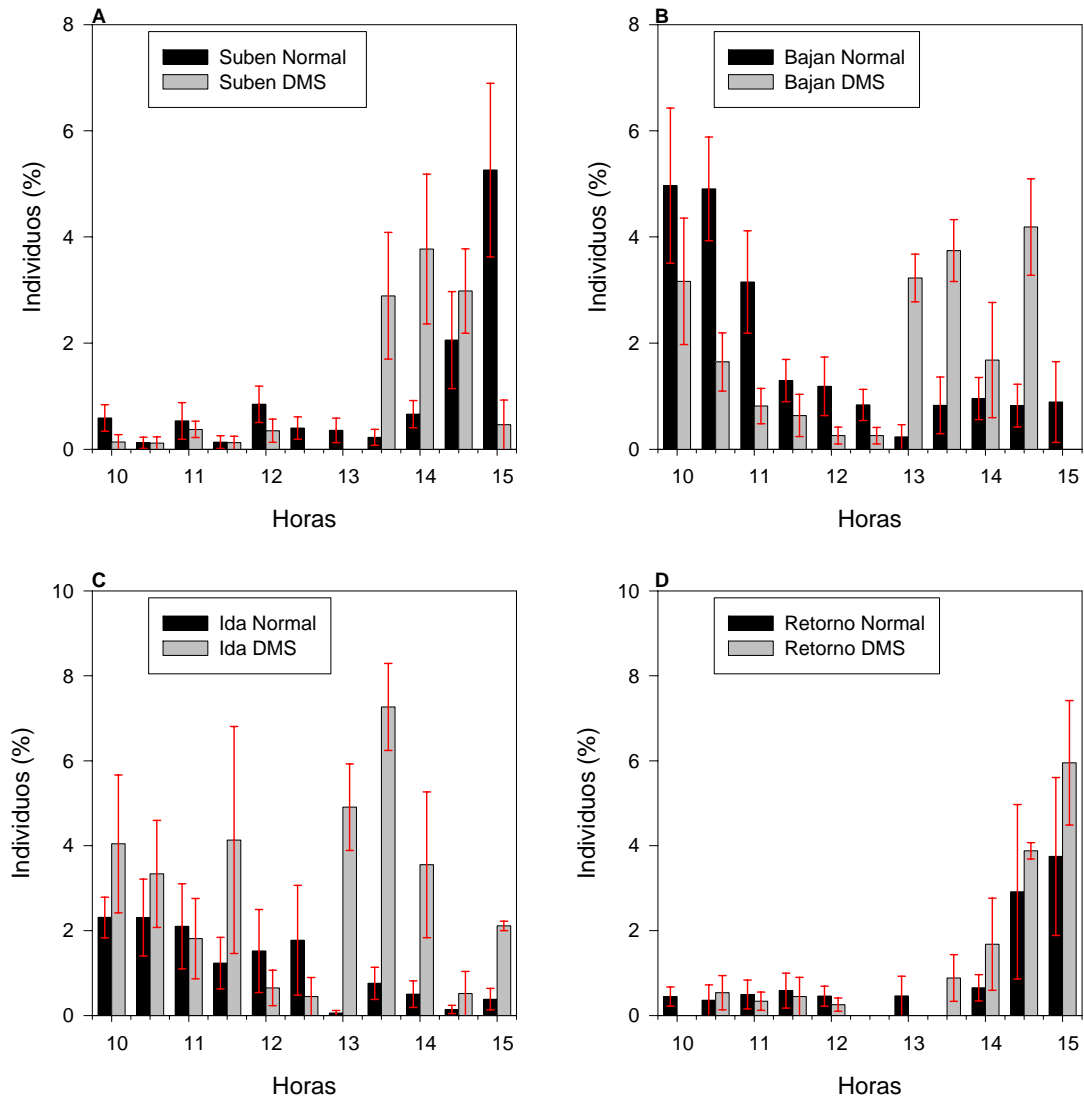 A
Suben Normal
Suben DMS
Individuos (%)
8
6
4
2
0
10 11 12 13 14 15
Horas
B
Bajan Normal
Bajan DMS
Individuos (%)
8
6
4
2
0
10 11 12 13 14 15
Horas
C
Ida Normal
Ida DMS
Individuos (%)
10
8
6
4
2
0
10 11 12 13 14 15
Horas
D
Retorno Normal
Retorno DMS
Individuos (%)
10
8
6
4
2
0
10 11 12 13 14 15
Horas